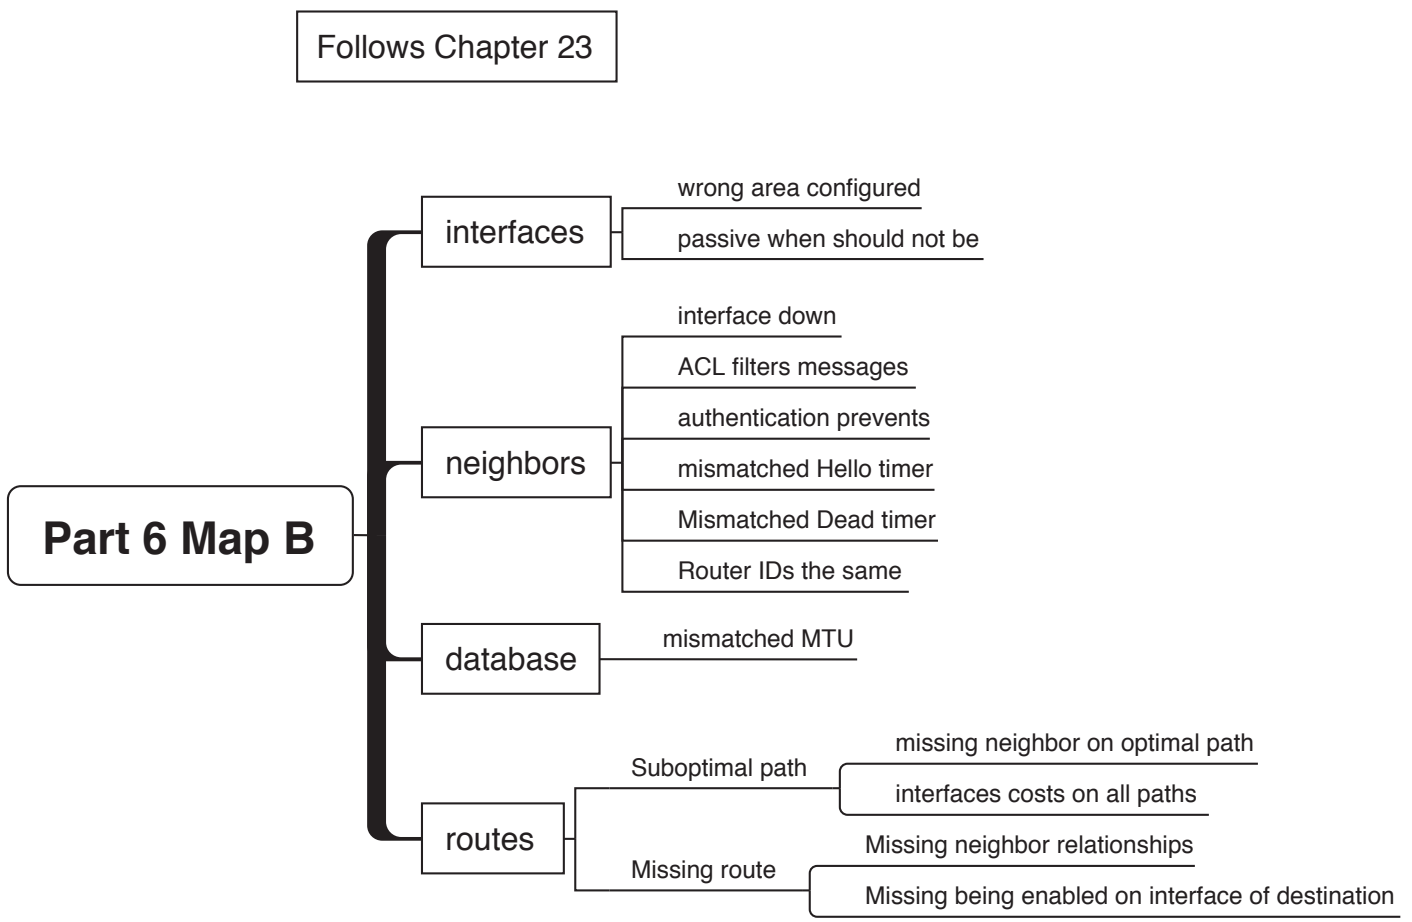 Follows Chapter 23
Part 6 Map B
interfaces
wrong area configured
passive when should not be
neighbors
interface down
ACL filters messages
authentication prevents
mismatched Hello timer
Mismatched Dead timer
Router IDs the same
database
mismatched MTU
routes
Suboptimal path
missing neighbor on optimal path
interfaces costs on all paths
Missing route
Missing neighbor relationships
Missing being enabled on interface of destination